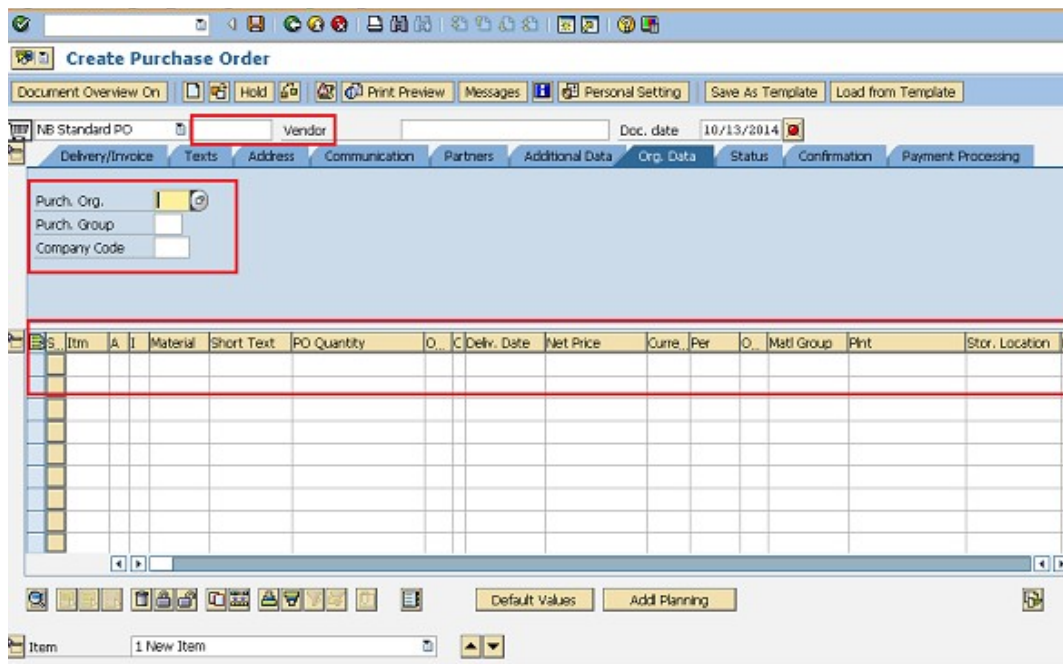 Create Purchase Order
Document Overview On Hold Print Preview Messages Personal Setting Save As Template Load from Template
NB Standard PO Vendor Doc. date 10/13/2014
Delivery/Invoice Texts Address Communication Partners Additional Data Org. Data Status Confirmation Payment Processing
Purch. Org.
Purch. Group
Company Code
S... Itm A I Material Short Text PO Quantity O... C Deliv. Date Net Price Curre... Per O... Matl Group Plnt Stor. Location
Default Values Addl Planning
Item 1 New Item